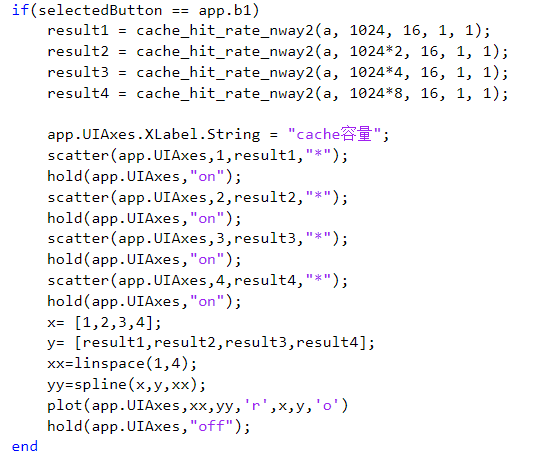 if(selectedButton == app.b1)
result1 = cache_hit_rate_nway2(a, 1024, 16, 1, 1);
result2 = cache_hit_rate_nway2(a, 1024*2, 16, 1, 1);
result3 = cache_hit_rate_nway2(a, 1024*4, 16, 1, 1);
result4 = cache_hit_rate_nway2(a, 1024*8, 16, 1, 1);
app.UIAxes.XLabel.String = "cache容量";
scatter(app.UIAxes,1,result1,"*");
hold(app.UIAxes,"on");
scatter(app.UIAxes,2,result2,"*");
hold(app.UIAxes,"on");
scatter(app.UIAxes,3,result3,"*");
hold(app.UIAxes,"on");
scatter(app.UIAxes,4,result4,"*");
hold(app.UIAxes,"on");
x= [1,2,3,4];
y= [result1,result2,result3,result4];
xx=linspace(1,4);
yy=spline(x,y,xx);
plot(app.UIAxes,xx,yy,'r',x,y,'o')
hold(app.UIAxes,"off");
end